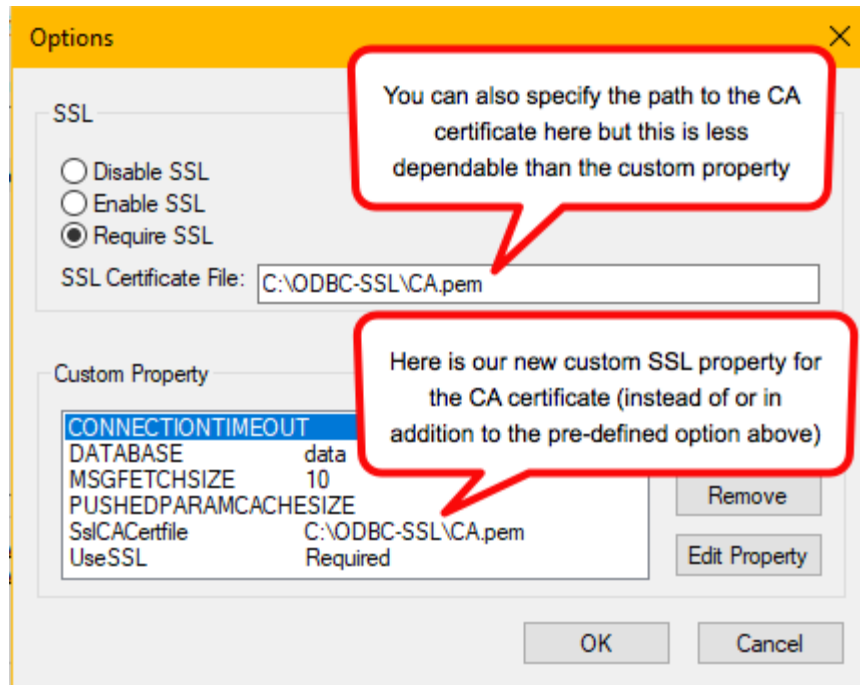 Options
You can also specify the path to the CA
certificate here but this is less
dependable than the custom property
SSL
Disable SSL
Enable SSL
Require SSL
SSL Certificate File: C:\ODBC-SSL\CA.pem
Here is our new custom SSL property for
the CA certificate (instead of or in
addition to the pre-defined option above)
Custom Property
CONNECTIONTIMEOUT
DATABASE data
MSGFETCHSIZE 10
PUSHEDPARAMCACHESIZE
SslCACertfile C:\ODBC-SSL\CA.pem
UseSSL Required
Remove
Edit Property
OK Cancel